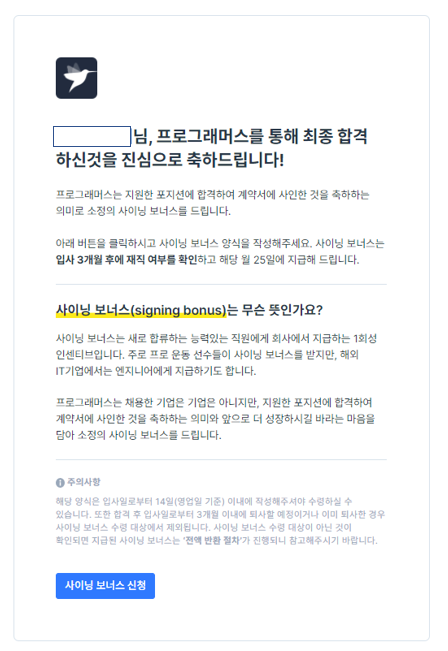 님, 프로그래머스를 통해 최종 합격
하신것을 진심으로 축하드립니다!
프로그래머스는 지원한 포지션에 합격하여 계약서에 사인한 것을 축하하는
의미로 소정의 사이닝 보너스를 드립니다.
아래 버튼을 클릭하시고 사이닝 보너스 양식을 작성해주세요. 사이닝 보너스는
입사 3개월 후에 재직 여부를 확인하고 해당 월 25일에 지급해 드립니다.
사이닝 보너스(signing bonus)는 무슨 뜻인가요?
사이닝 보너스는 새로 합류하는 능력있는 직원에게 회사에서 지급하는 1회성
인센티브입니다. 주로 프로 운동 선수들이 사이닝 보너스를 받지만, 해외
IT기업에서는 엔지니어에게 지급하기도 합니다.
프로그래머스는 채용한 기업은 기업은 아니지만, 지원한 포지션에 합격하여
계약서에 사인한 것을 축하하는 의미와 앞으로 더 성장하시길 바라는 마음을
담아 소정의 사이닝 보너스를 드립니다.
주의사항
해당 양식은 입사일로부터 14일(영업일 기준) 이내에 작성해주셔야 수령하실 수
있습니다. 또한 합격 후 입사일로부터 3개월 이내에 퇴사할 예정이거나 이미 퇴사한 경우
사이닝 보너스 수령 대상에서 제외됩니다. 사이닝 보너스 수령 대상이 아닌 것이
확인되면 지급된 사이닝 보너스는 '전액 반환 절차'가 진행되니 참고해주시기 바랍니다.
사이닝 보너스 신청